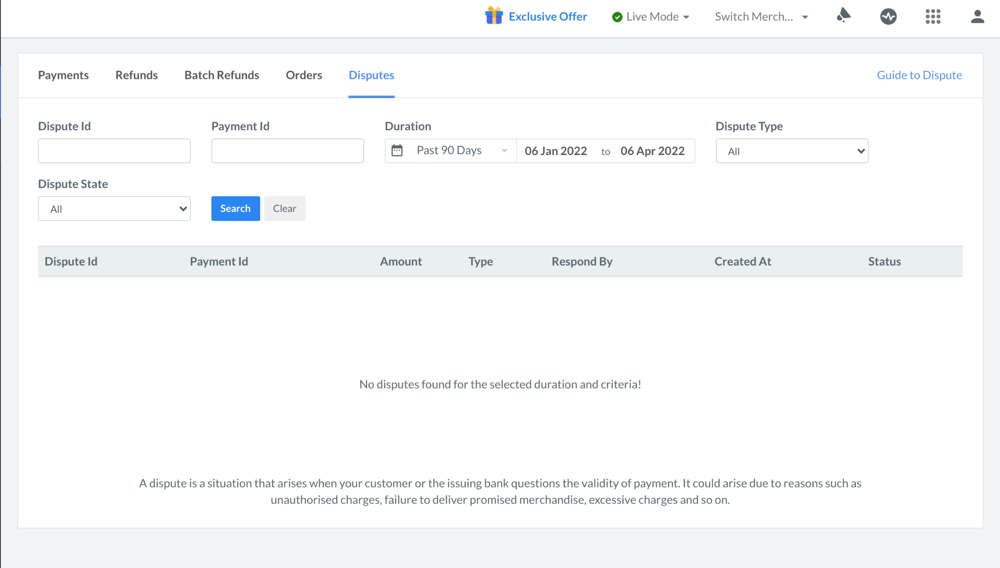 Exclusive Offer Live Mode Switch Merch...
Payments Refunds Batch Refunds Orders Disputes Guide to Dispute
Dispute Id Payment Id Duration Dispute Type
Past 90 Days 06 Jan 2022 to 06 Apr 2022 All
Dispute State
All Search Clear
Dispute Id Payment Id Amount Type Respond By Created At Status
No disputes found for the selected duration and criteria!
A dispute is a situation that arises when your customer or the issuing bank questions the validity of payment. It could arise due to reasons such as
unauthorised charges, failure to deliver promised merchandise, excessive charges and so on.